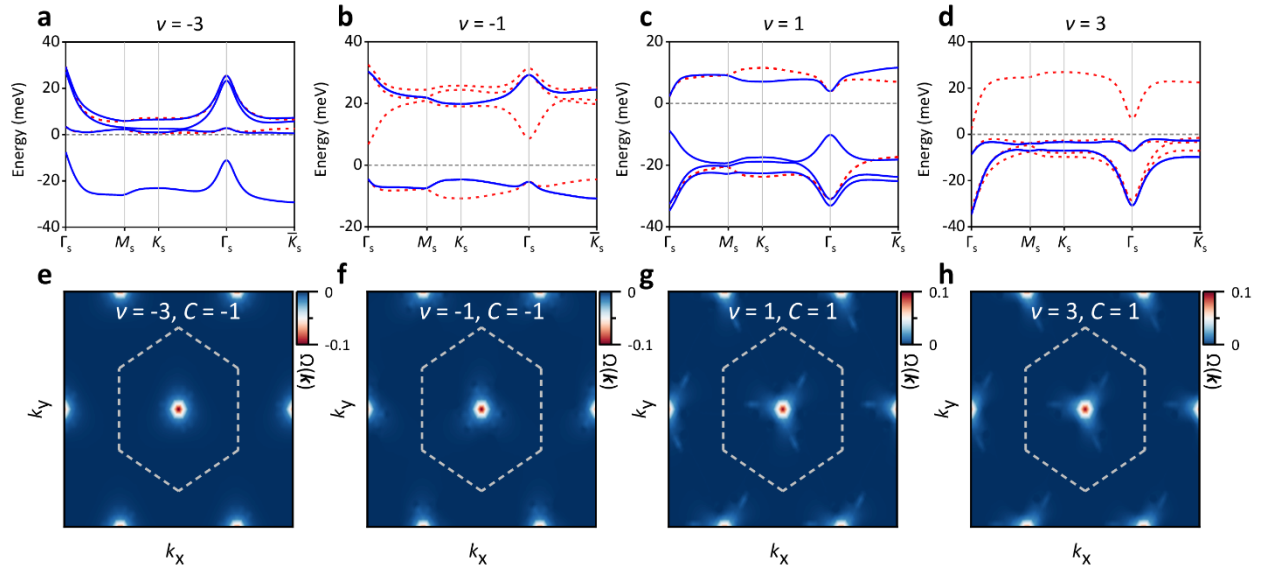 a
ν = -3
b
ν = -1
c
ν = 1
d
ν = 3
Energy (meV)
40
20
0
-20
-40
Γs
Ms
Ks
Γs
K̅s
Energy (meV)
40
20
0
-20
Γs
Ms
Ks
Γs
K̅s
Energy (meV)
20
0
-20
-40
Γs
Ms
Ks
Γs
K̅s
Energy (meV)
40
20
0
-20
-40
Γs
Ms
Ks
Γs
K̅s
e
ν = -3, C = -1
0
-0.1
Ω(k)
ky
kx
f
ν = -1, C = -1
0
-0.1
Ω(k)
ky
kx
g
ν = 1, C = 1
0.1
0
Ω(k)
ky
kx
h
ν = 3, C = 1
0.1
0
Ω(k)
ky
kx